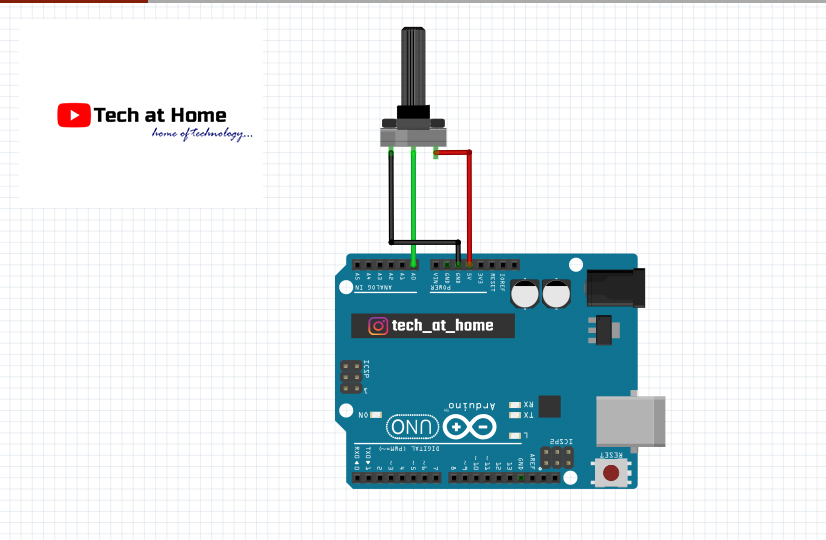 Tech at Home
home of technology...
A5 A4 A3 A2 A1 A0
VIN GND GND 5V 3V3 RESET IOREF
ANALOG IN
POWER
tech_at_home
ICSP
1
RX
TX
Arduino™
ON
UNO
L
ICSP2
DIGITAL (PWM=~)
RESET
RX0◄0 TX0►1 2 ~3 4 ~5 ~6 7 8 ~9 ~10 ~11 12 13 GND AREF